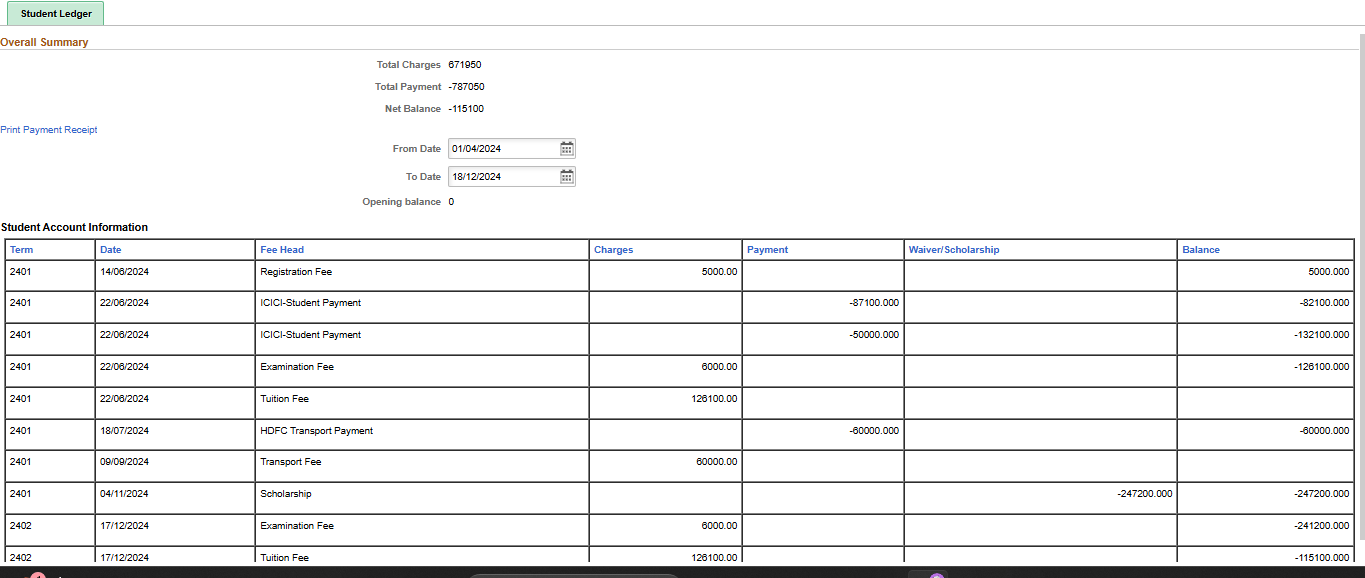 Student Ledger
Overall Summary
Total Charges 671950
Total Payment -787050
Net Balance -115100
Print Payment Receipt
From Date 01/04/2024
To Date 18/12/2024
Opening balance 0
Student Account Information
Term Date Fee Head Charges Payment Waiver/Scholarship Balance
2401 14/06/2024 Registration Fee 5000.00 5000.000
2401 22/06/2024 ICICI-Student Payment -87100.000 -82100.000
2401 22/06/2024 ICICI-Student Payment -50000.000 -132100.000
2401 22/06/2024 Examination Fee 6000.00 -126100.000
2401 22/06/2024 Tuition Fee 126100.00
2401 18/07/2024 HDFC Transport Payment -60000.000 -60000.000
2401 09/09/2024 Transport Fee 60000.00
2401 04/11/2024 Scholarship -247200.000 -247200.000
2402 17/12/2024 Examination Fee 6000.00 -241200.000
2402 17/12/2024 Tuition Fee 126100.00 -115100.000